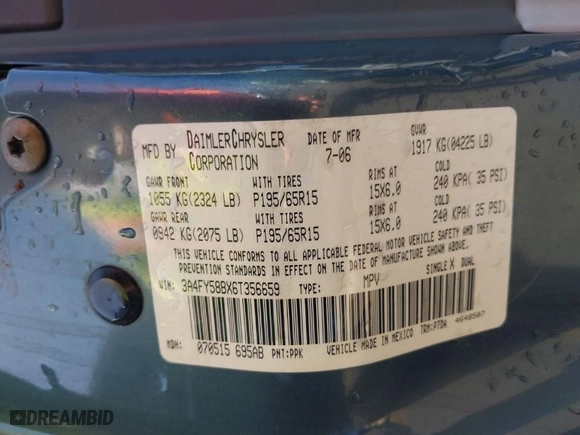 MFD BY DAIMLERCHRYSLER CORPORATION
DATE OF MFR 7-06
GVWR 1917 KG(04225 LB)
GAWR FRONT WITH TIRES RIMS AT COLD
1055 KG(2324 LB) P195/65R15 15X6.0 240 KPA( 35 PSI)
GAWR REAR WITH TIRES RIMS AT COLD
0942 KG(2075 LB) P195/65R15 15X6.0 240 KPA( 35 PSI)
THIS VEHICLE CONFORMS TO ALL APPLICABLE FEDERAL MOTOR VEHICLE SAFETY AND THEFT
PREVENTION STANDARDS IN EFFECT ON THE DATE OF MANUFACTURE SHOWN ABOVE.
VIN: 3A4FY58BX6T356659 TYPE: MPV SINGLE X DUAL
MDH: 070515 695AB PNT:PPK VEHICLE MADE IN MEXICO TRM:P7DA 4648507
DREAMBID